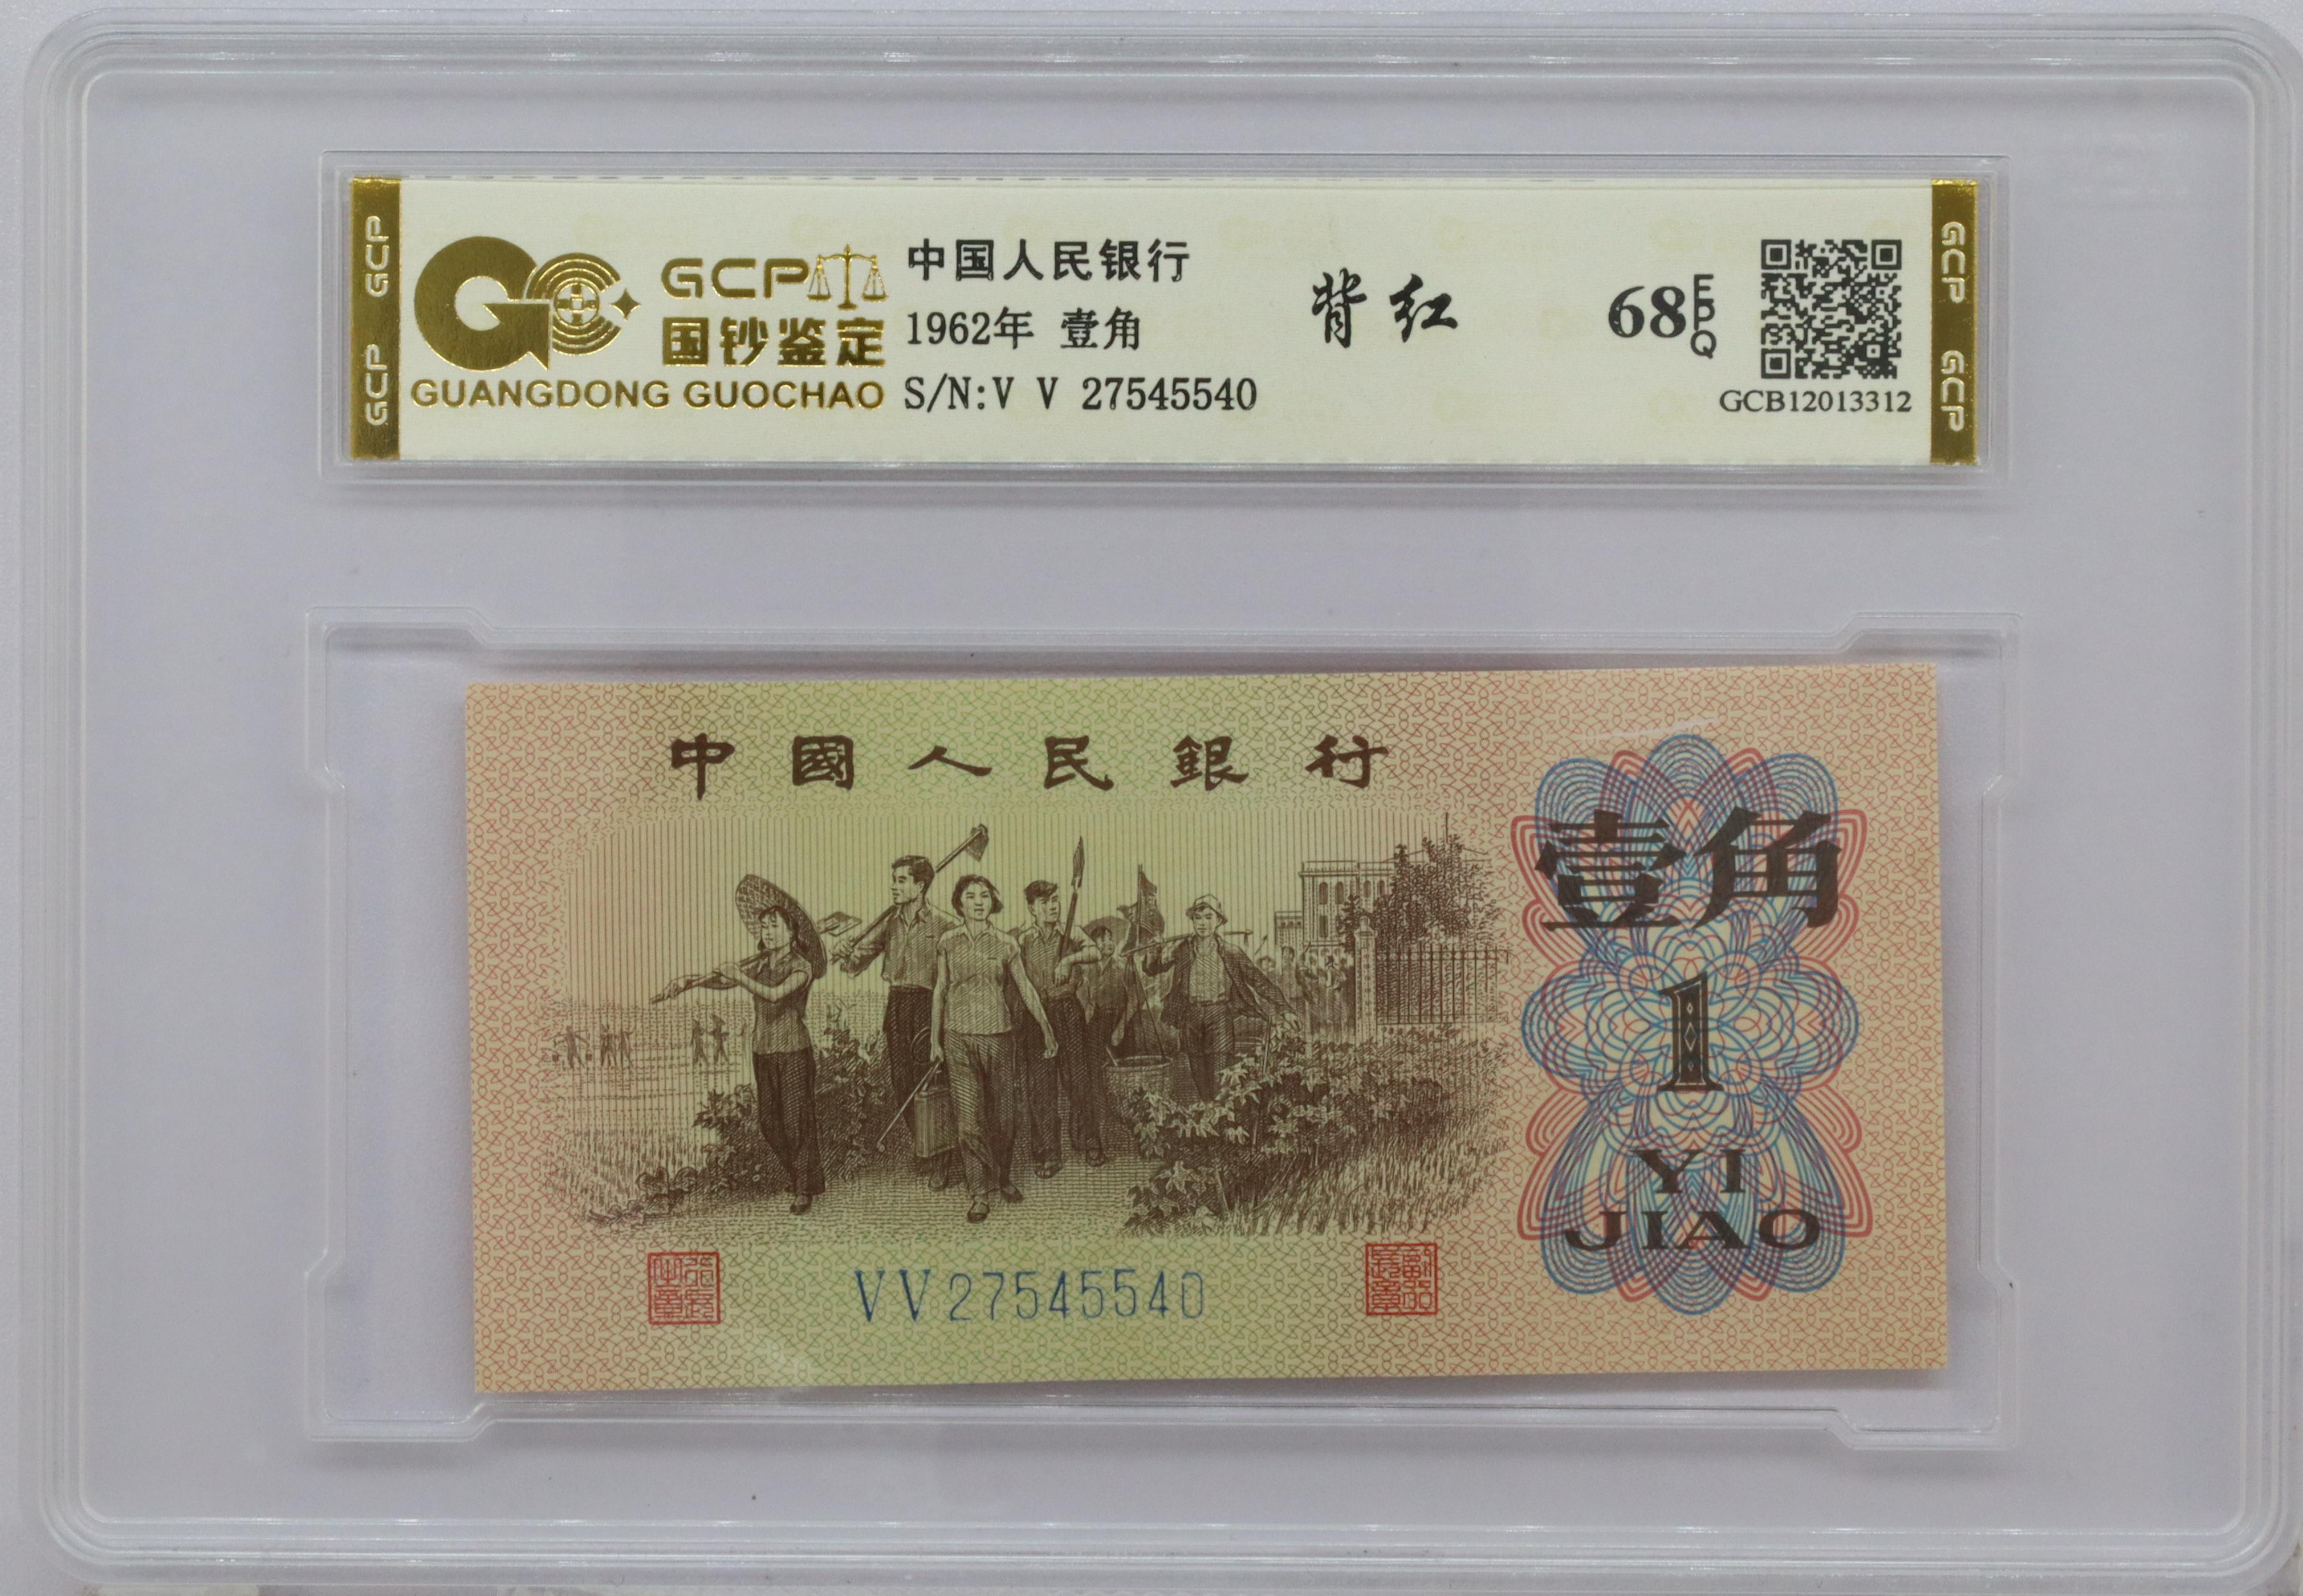 GCP GCP
GCP
国钞鉴定
GUANGDONG GUOCHAO
中国人民银行
1962年 壹角
S/N:V V 27545540
背红
68 EPQ
GCB12013312
GCP GCP
中國人民銀行
壹角
1
YI
JIAO
VV27545540